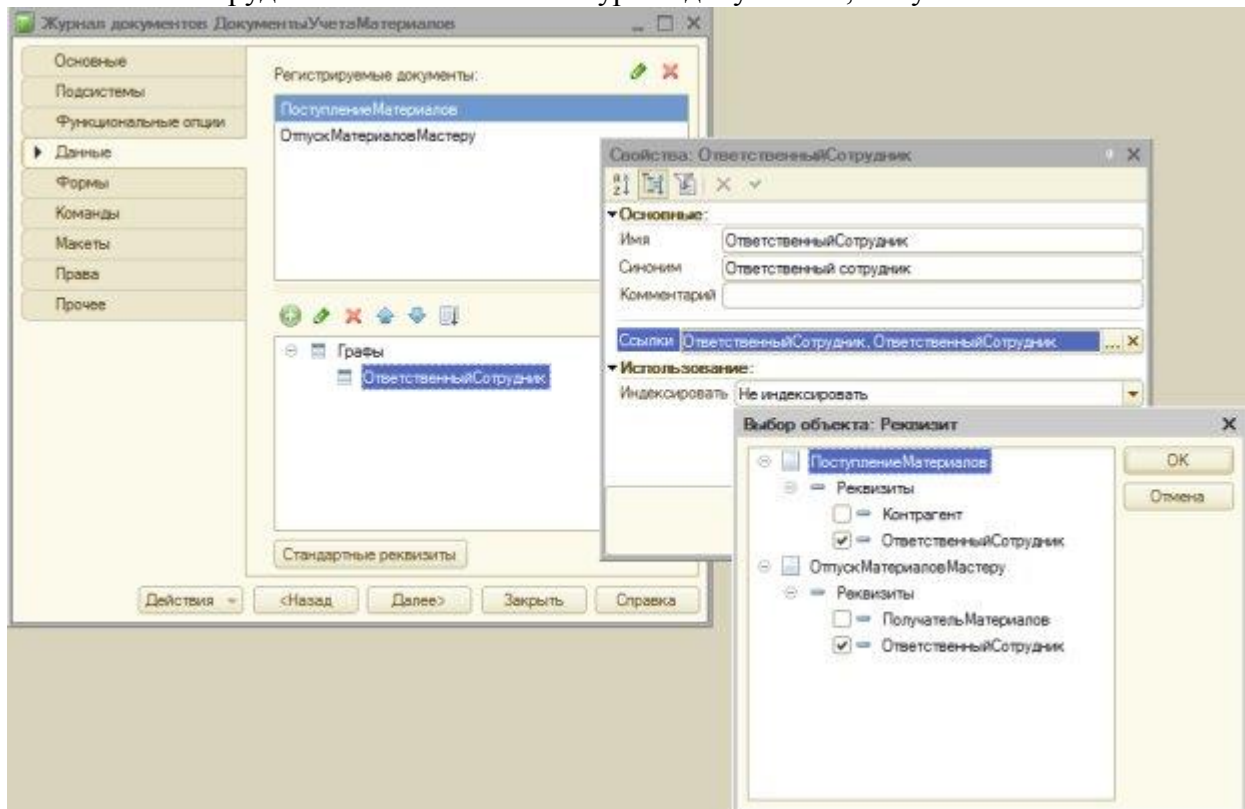 Журнал документов ДокументыУчетаМатериалов
Основные
Подсистемы
Функциональные опции
Данные
Формы
Команды
Макеты
Права
Прочее
Регистрируемые документы:
ПоступлениеМатериалов
ОтпускМатериаловМастеру
Графы
ОтветственныйСотрудник
Стандартные реквизиты
Действия
<Назад
Далее>
Закрыть
Справка
Свойства: ОтветственныйСотрудник
Основные:
Имя ОтветственныйСотрудник
Синоним Ответственный сотрудник
Комментарий
Ссылки ОтветственныйСотрудник, ОтветственныйСотрудник ...
Использование:
Индексировать Не индексировать
Выбор объекта: Реквизит
ПоступлениеМатериалов
Реквизиты
Контрагент
ОтветственныйСотрудник
ОтпускМатериаловМастеру
Реквизиты
ПолучательМатериалов
ОтветственныйСотрудник
OK
Отмена